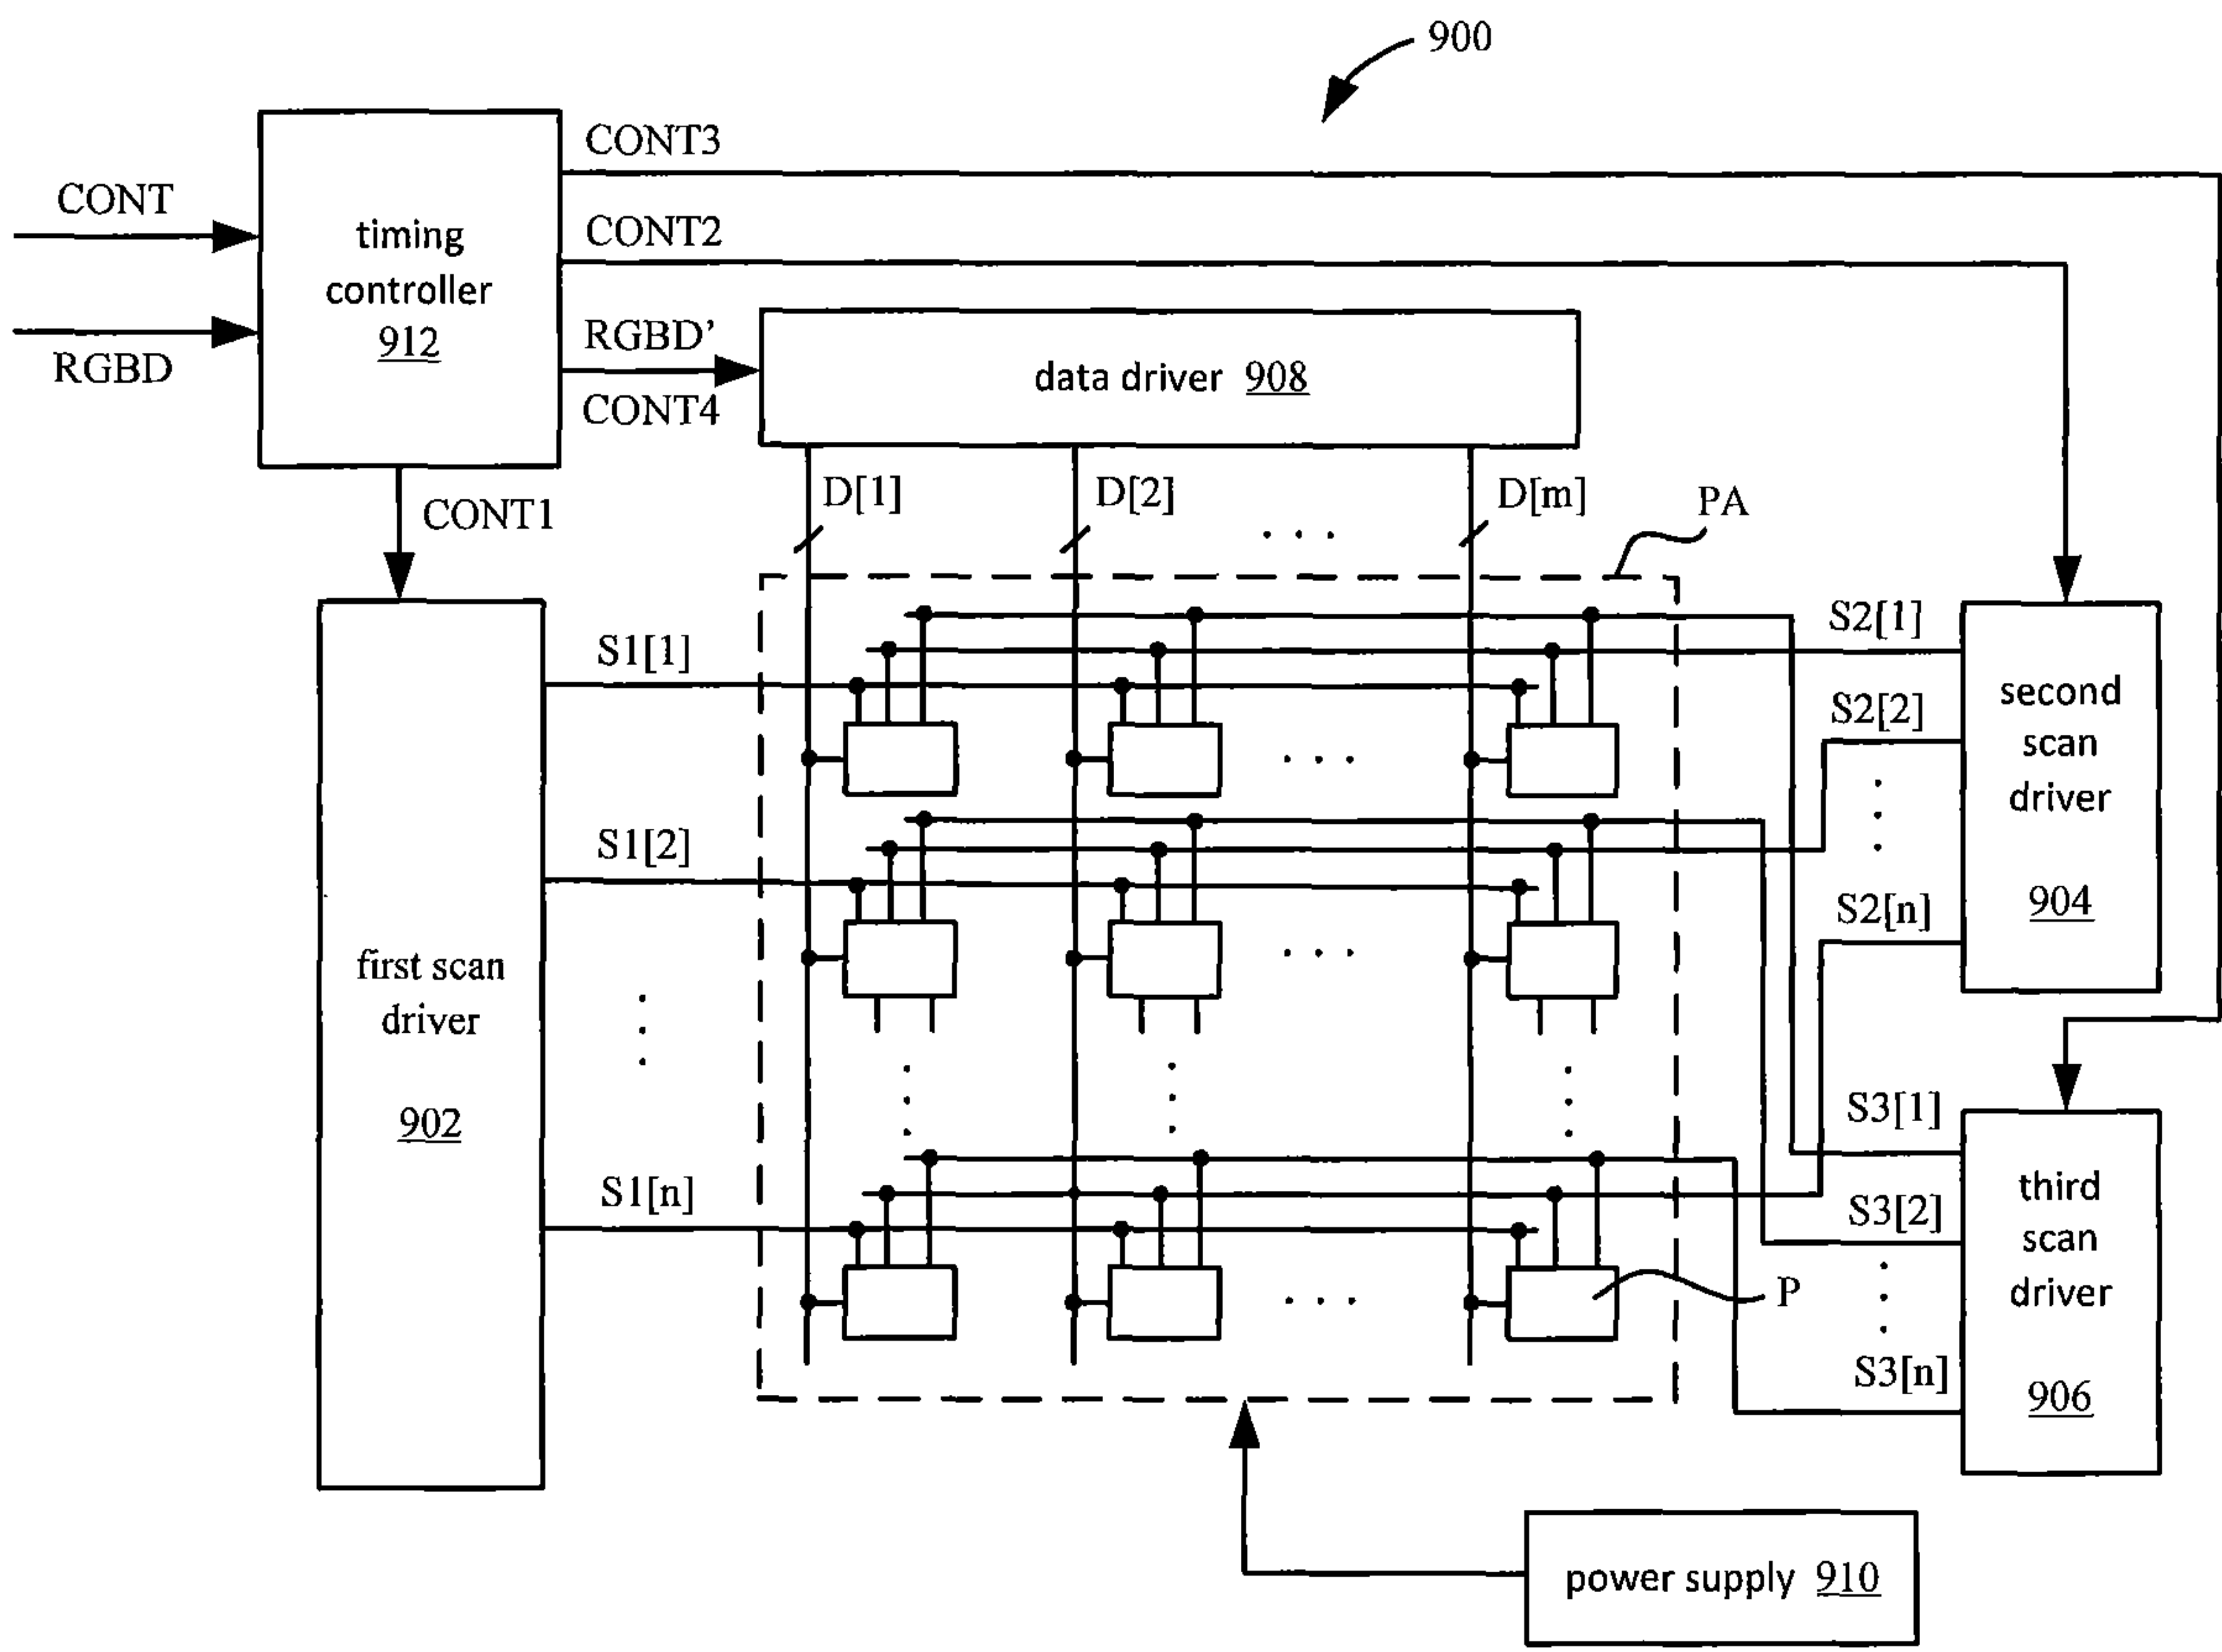 900
CONT3
CONT
CONT2
timing
controller
912
RGBD
RGBD'
CONT4
data driver 908
CONT1
D[1]
D[2]
D[m]
. . .
PA
S1[1]
S2[1]
second
scan
driver
904
S2[2]
S1[2]
S2[n]
first scan
driver
902
S3[1]
third
scan
driver
906
S1[n]
S3[2]
P
S3[n]
power supply 910